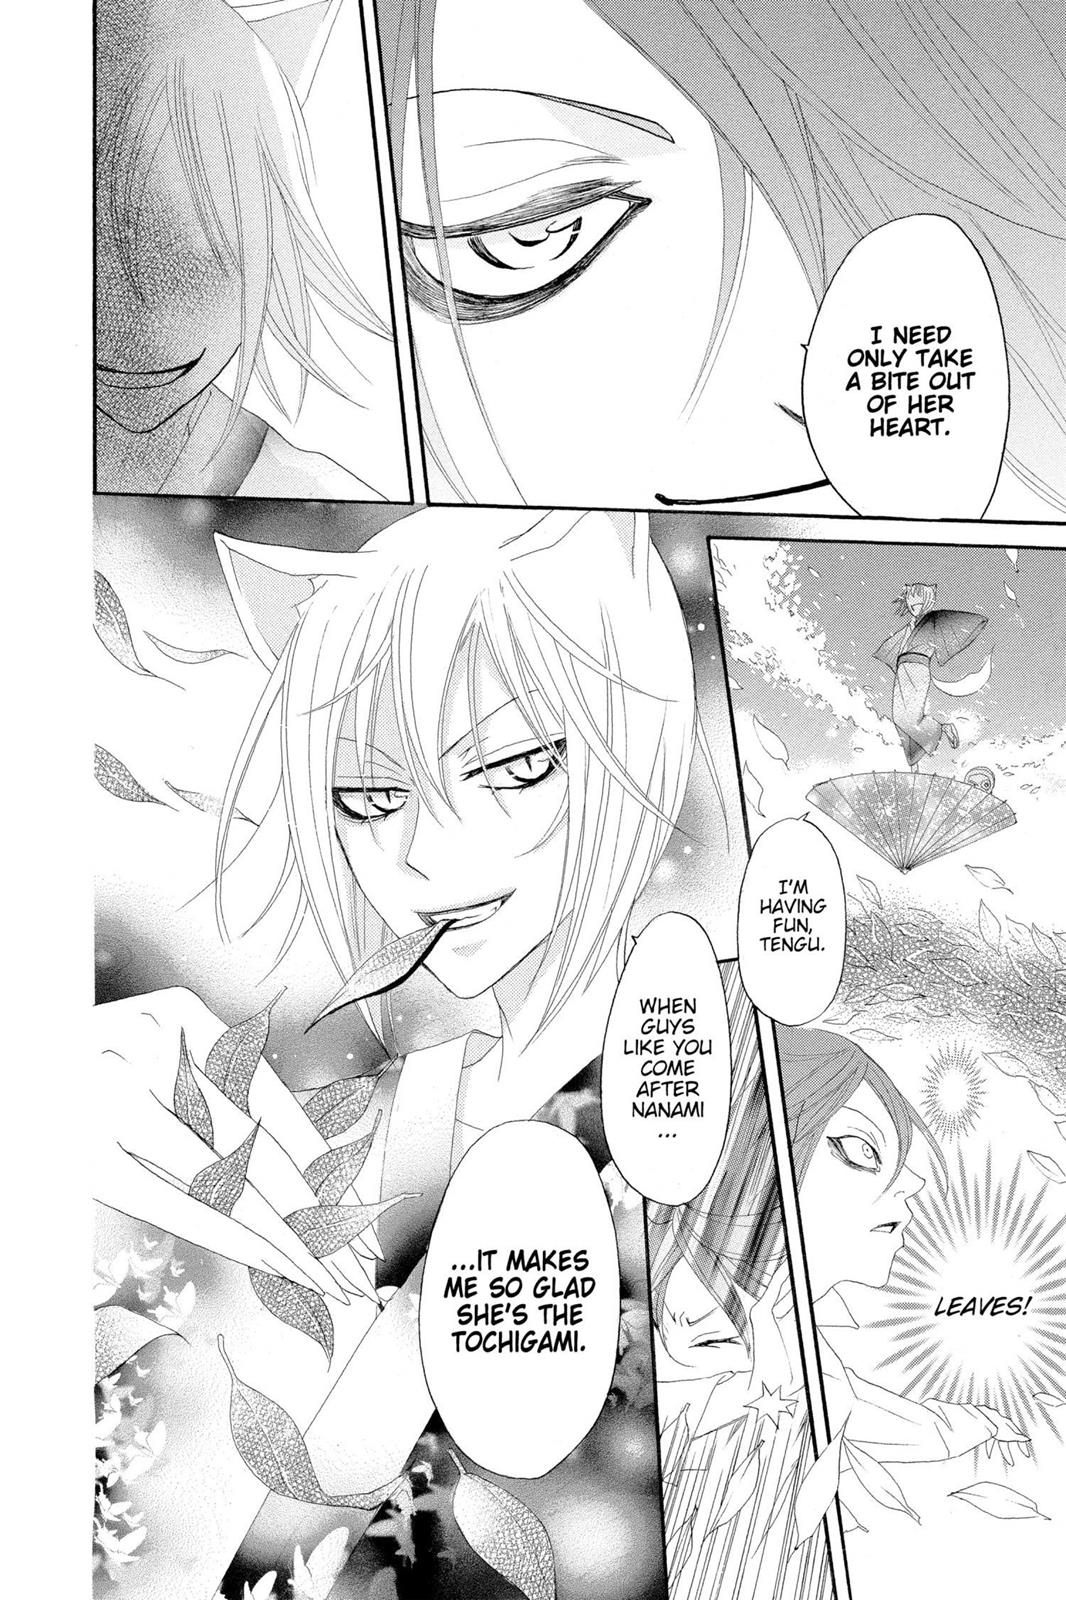 I NEED
ONLY TAKE
A BITE OUT
OF HER
HEART.
I'M
HAVING
FUN,
TENGU.
LEAVES!
WHEN
GUYS
LIKE YOU
COME
AFTER
NANAMI
...
...IT MAKES
ME SO GLAD
SHE'S THE
TOCHIGAMI.